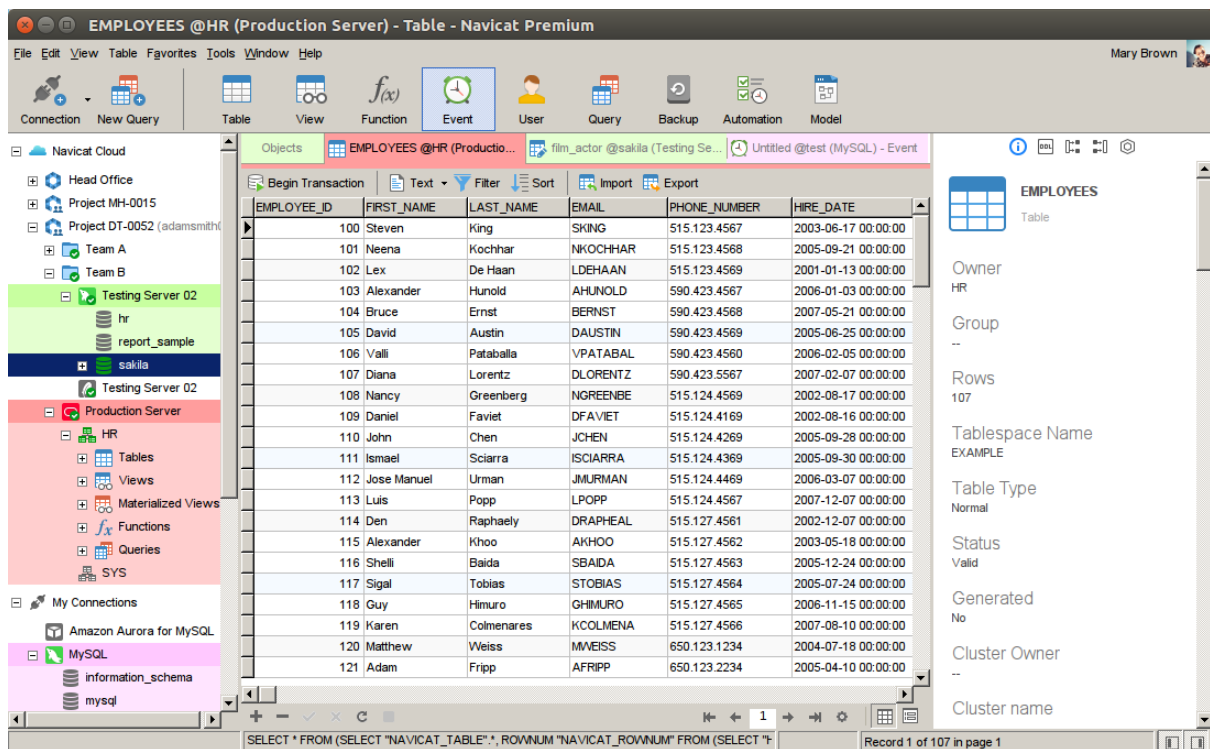 EMPLOYEES @HR (Production Server) - Table - Navicat Premium
File Edit View Table Favorites Tools Window Help
Mary Brown
Connection New Query Table View Function Event User Query Backup Automation Model
Navicat Cloud
Head Office
Project MH-0015
Project DT-0052 (adamsmith
Team A
Team B
Testing Server 02
hr
report_sample
sakila
Testing Server 02
Production Server
HR
Tables
Views
Materialized Views
Functions
Queries
SYS
My Connections
Amazon Aurora for MySQL
MySQL
information_schema
mysql
Objects EMPLOYEES @HR (Productio... film_actor @sakila (Testing Se... Untitled @test (MySQL) - Event
Begin Transaction Text Filter Sort Import Export
EMPLOYEE_ID FIRST_NAME LAST_NAME EMAIL PHONE_NUMBER HIRE_DATE
100 Steven King SKING 515.123.4567 2003-06-17 00:00:00
101 Neena Kochhar NKOCHHAR 515.123.4568 2005-09-21 00:00:00
102 Lex De Haan LDEHAAN 515.123.4569 2001-01-13 00:00:00
103 Alexander Hunold AHUNOLD 590.423.4567 2006-01-03 00:00:00
104 Bruce Ernst BERNST 590.423.4568 2007-05-21 00:00:00
105 David Austin DAUSTIN 590.423.4569 2005-06-25 00:00:00
106 Valli Pataballa VPATABAL 590.423.4560 2006-02-05 00:00:00
107 Diana Lorentz DLORENTZ 590.423.5567 2007-02-07 00:00:00
108 Nancy Greenberg NGREENBE 515.124.4569 2002-08-17 00:00:00
109 Daniel Faviet DFAVIET 515.124.4169 2002-08-16 00:00:00
110 John Chen JCHEN 515.124.4269 2005-09-28 00:00:00
111 Ismael Sciarra ISCIARRA 515.124.4369 2005-09-30 00:00:00
112 Jose Manuel Urman JMURMAN 515.124.4469 2006-03-07 00:00:00
113 Luis Popp LPOPP 515.124.4567 2007-12-07 00:00:00
114 Den Raphaely DRAPHEAL 515.127.4561 2002-12-07 00:00:00
115 Alexander Khoo AKHOO 515.127.4562 2003-05-18 00:00:00
116 Shelli Baida SBAIDA 515.127.4563 2005-12-24 00:00:00
117 Sigal Tobias STOBIAS 515.127.4564 2005-07-24 00:00:00
118 Guy Himuro GHIMURO 515.127.4565 2006-11-15 00:00:00
119 Karen Colmenares KCOLMENA 515.127.4566 2007-08-10 00:00:00
120 Matthew Weiss MWEISS 650.123.1234 2004-07-18 00:00:00
121 Adam Fripp AFRIPP 650.123.2234 2005-04-10 00:00:00
1
SELECT * FROM (SELECT "NAVICAT_TABLE".*, ROWNUM "NAVICAT_ROWNUM" FROM (SELECT "H
Record 1 of 107 in page 1
DDL
EMPLOYEES
Table
Owner
HR
Group
--
Rows
107
Tablespace Name
EXAMPLE
Table Type
Normal
Status
Valid
Generated
No
Cluster Owner
--
Cluster name